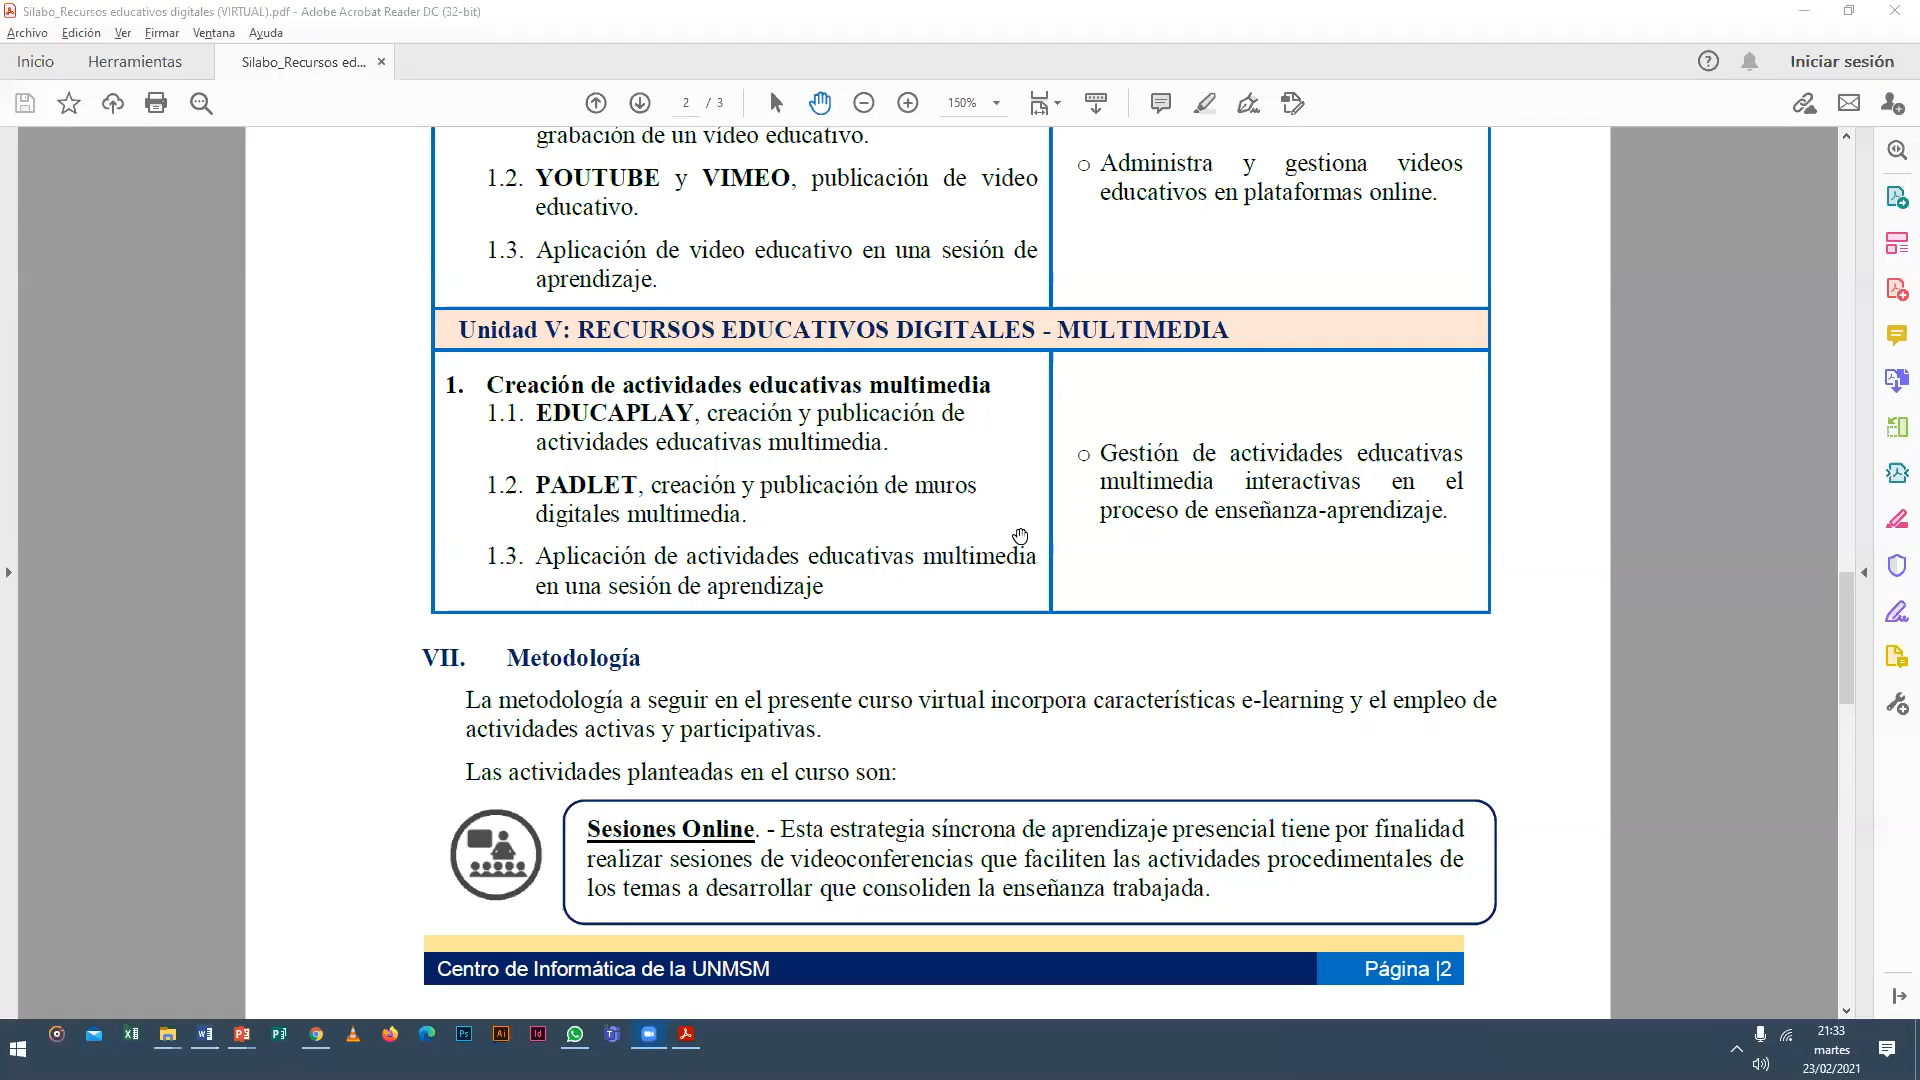 Silabo_Recursos educativos digitales (VIRTUAL).pdf - Adobe Acrobat Reader DC (32-bit)
Archivo Edición Ver Firmar Ventana Ayuda
Inicio Herramientas Silabo_Recursos ed... × Iniciar sesión
2 / 3 150%
grabación de un vídeo educativo.
1.2. YOUTUBE y VIMEO, publicación de video
educativo.
1.3. Aplicación de video educativo en una sesión de
aprendizaje.
○ Administra y gestiona videos
educativos en plataformas online.
Unidad V: RECURSOS EDUCATIVOS DIGITALES - MULTIMEDIA
1. Creación de actividades educativas multimedia
1.1. EDUCAPLAY, creación y publicación de
actividades educativas multimedia.
1.2. PADLET, creación y publicación de muros
digitales multimedia.
1.3. Aplicación de actividades educativas multimedia
en una sesión de aprendizaje
○ Gestión de actividades educativas
multimedia interactivas en el
proceso de enseñanza-aprendizaje.
VII. Metodología
La metodología a seguir en el presente curso virtual incorpora características e-learning y el empleo de
actividades activas y participativas.
Las actividades planteadas en el curso son:
Sesiones Online. - Esta estrategia síncrona de aprendizaje presencial tiene por finalidad
realizar sesiones de videoconferencias que faciliten las actividades procedimentales de
los temas a desarrollar que consoliden la enseñanza trabajada.
Centro de Informática de la UNMSM Página |2
21:33
martes
23/02/2021